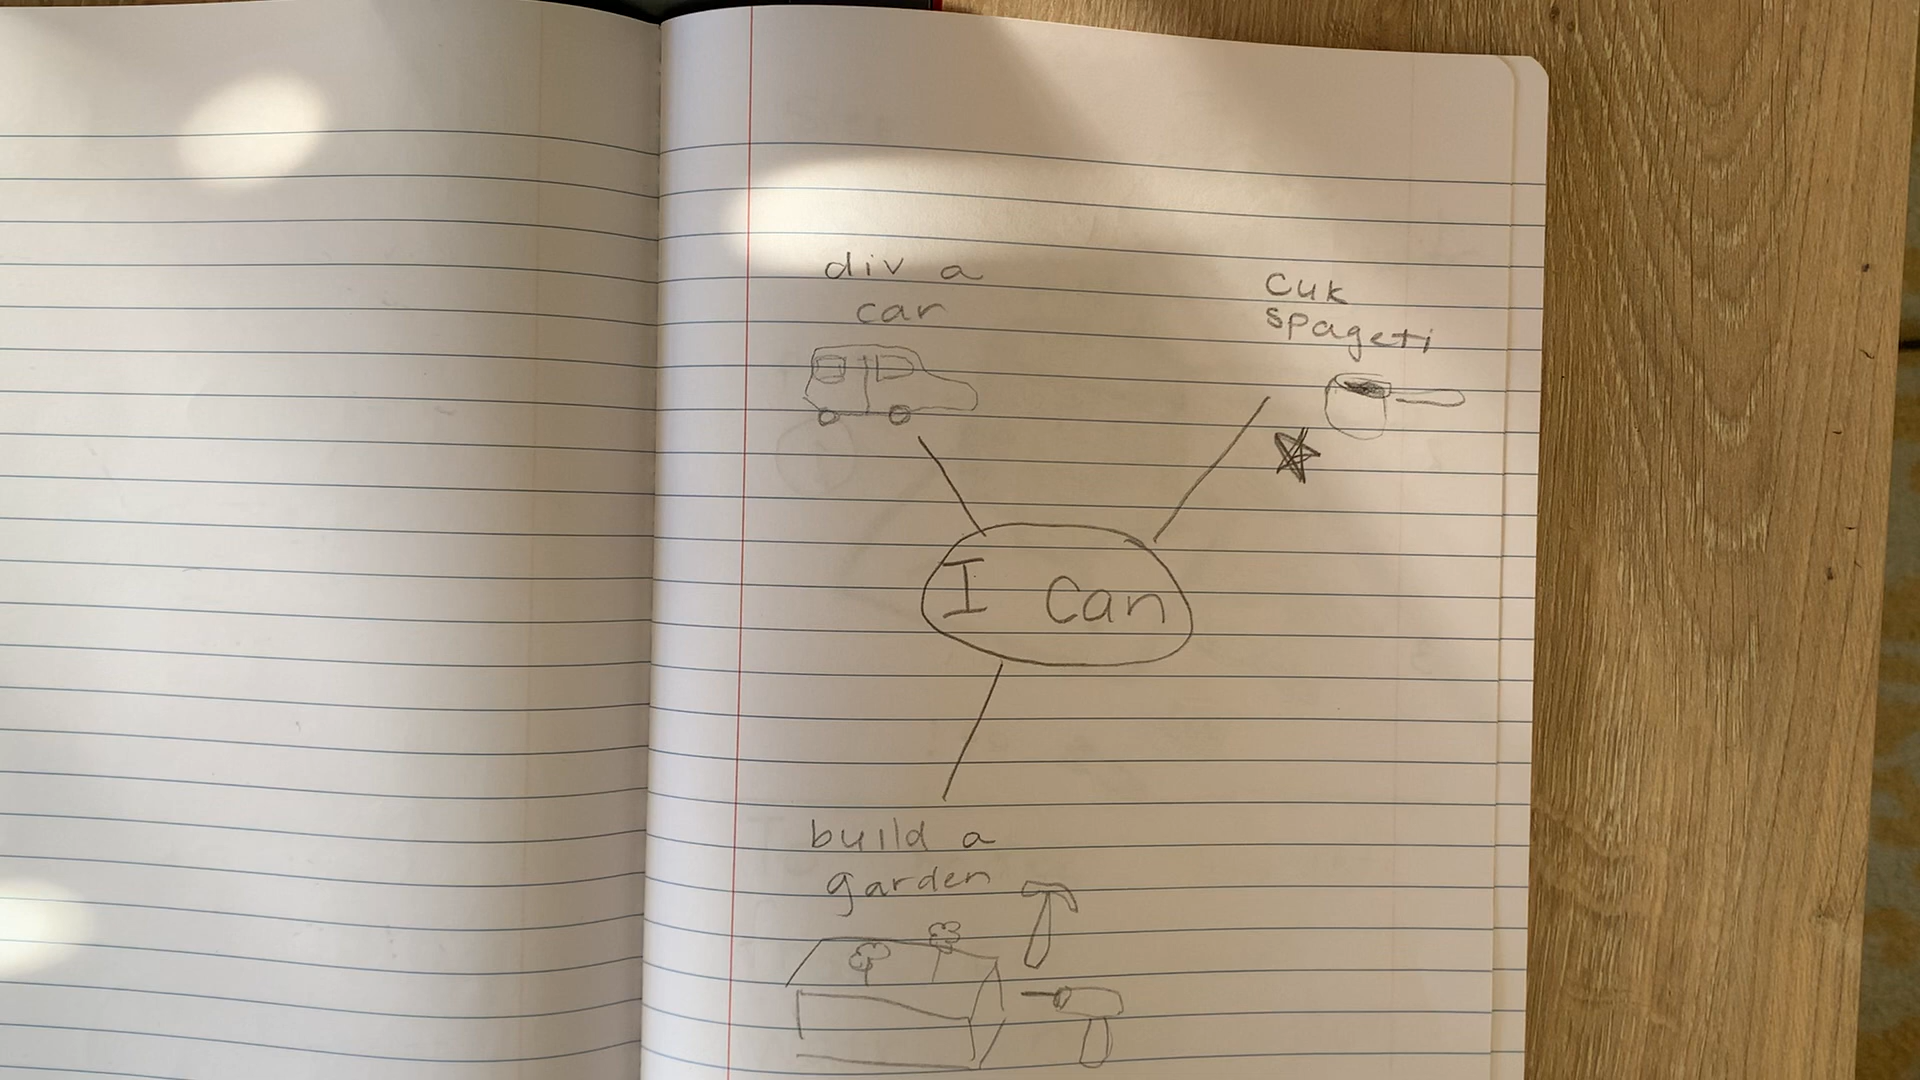 div a
car
cuk
spageti
I can
build a
garden